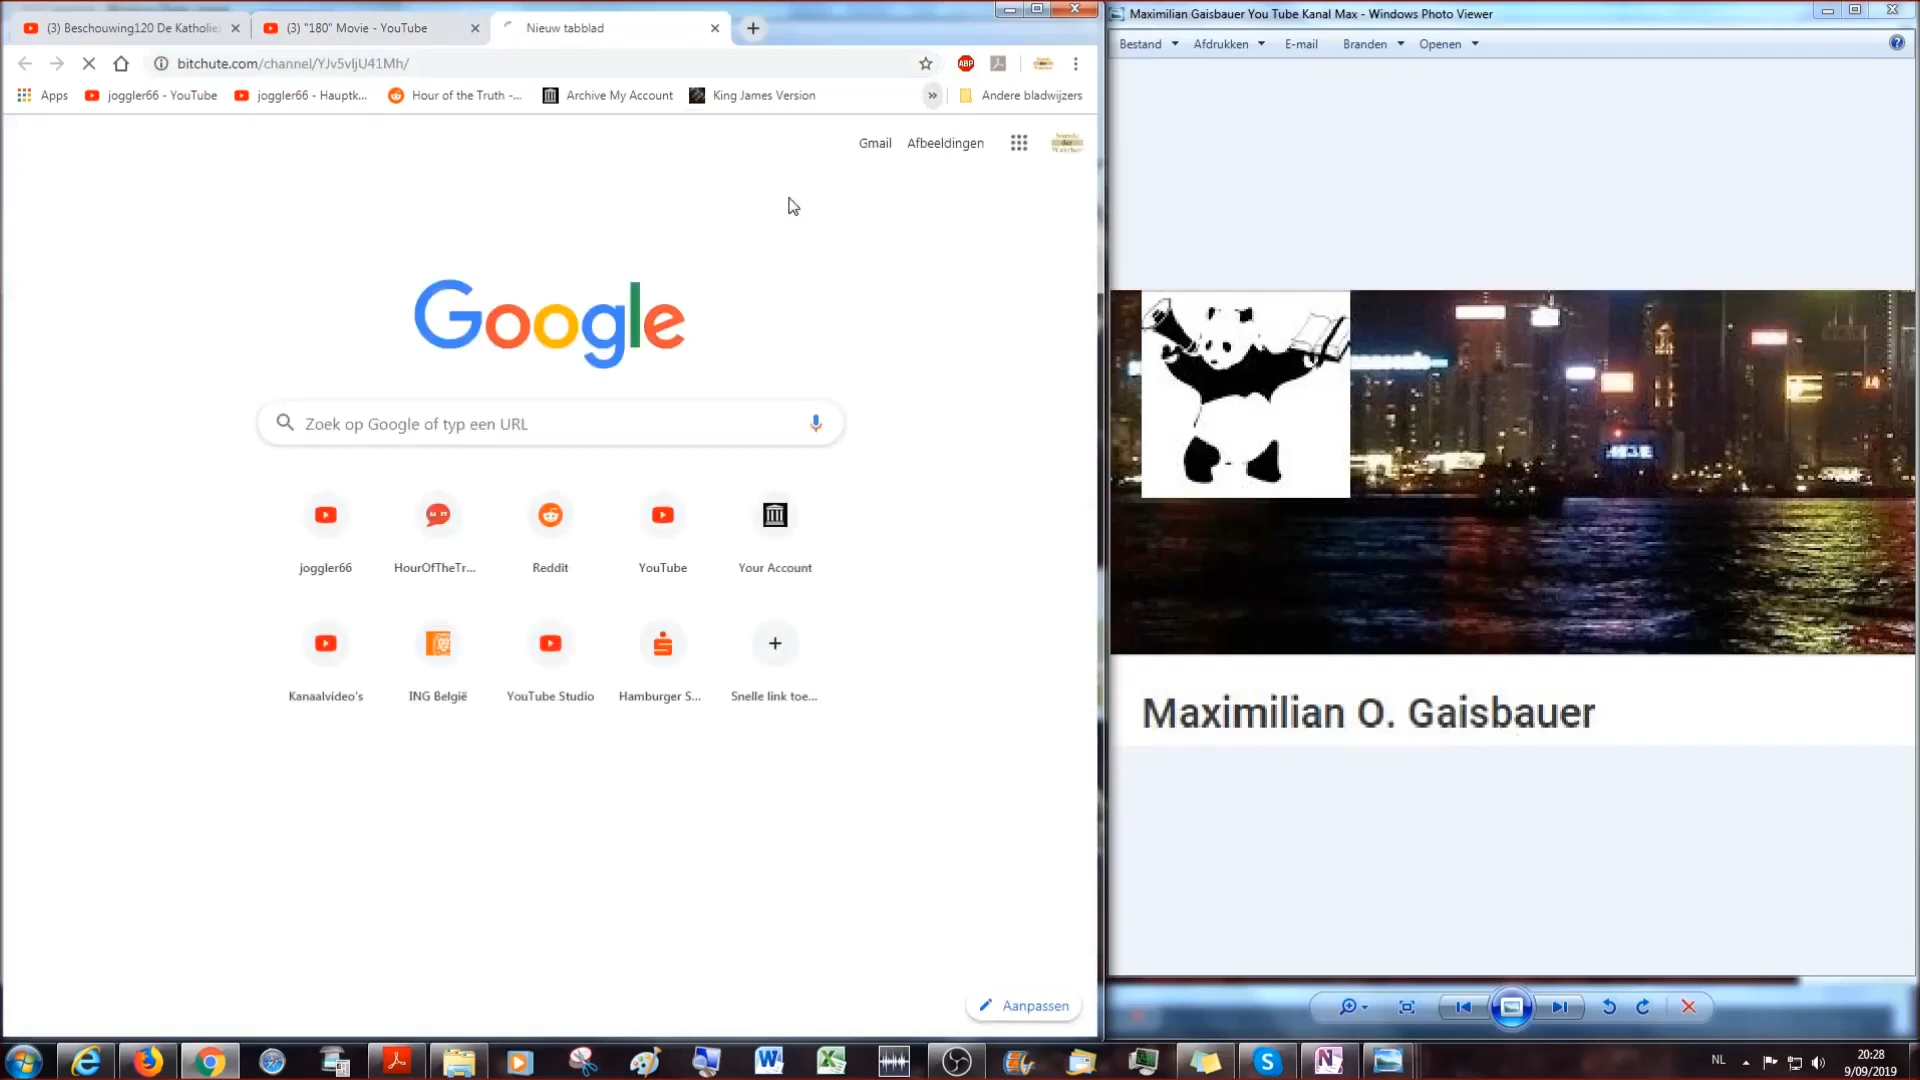 (3) Beschouwing120 De Katholie
(3) "180" Movie - YouTube
Nieuw tabblad
bitchute.com/channel/YJv5vIjU41Mh/
ABP
Apps
joggler66 - YouTube
joggler66 - Hauptk...
Hour of the Truth -...
Archive My Account
King James Version
»
Andere bladwijzers
Gmail
Afbeeldingen
Google
Zoek op Google of typ een URL
joggler66
HourOfTheTr...
Reddit
YouTube
Your Account
Kanaalvideo's
ING België
YouTube Studio
Hamburger S...
Snelle link toe...
Aanpassen
Maximilian Gaisbauer You Tube Kanal Max - Windows Photo Viewer
Bestand
Afdrukken
E-mail
Branden
Openen
Maximilian O. Gaisbauer
NL
20:28
9/09/2019